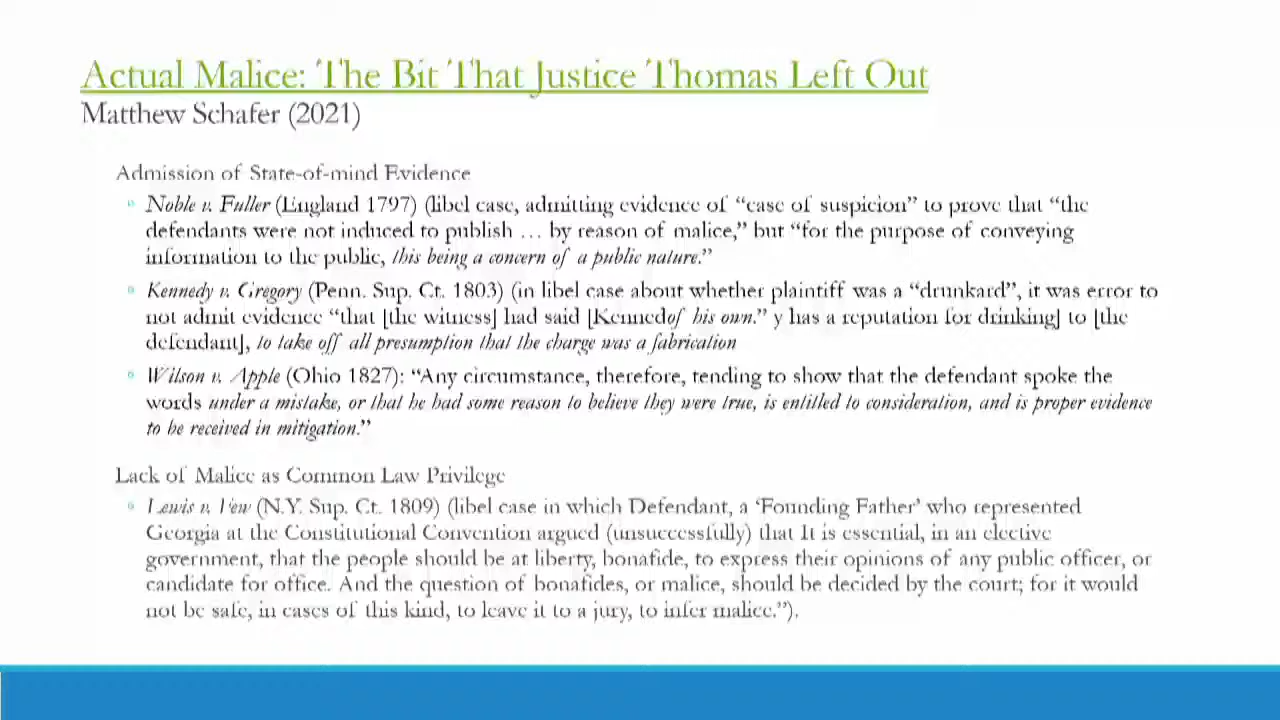 Actual Malice: The Bit That Justice Thomas Left Out
Matthew Schafer (2021)
Admission of State-of-mind Evidence
Noble v. Fuller (England 1797) (libel case, admitting evidence of “case of suspicion” to prove that “the
defendants were not induced to publish … by reason of malice,” but “for the purpose of conveying
information to the public, this being a concern of a public nature.”
Kennedy v. Gregory (Penn. Sup. Ct. 1803) (in libel case about whether plaintiff was a “drunkard”, it was error to
not admit evidence “that [the witness] had said [Kennedof his own.” y has a reputation for drinking] to [the
defendant], to take off all presumption that the charge was a fabrication
Wilson v. Apple (Ohio 1827): “Any circumstance, therefore, tending to show that the defendant spoke the
words under a mistake, or that he had some reason to believe they were true, is entitled to consideration, and is proper evidence
to be received in mitigation.”
Lack of Malice as Common Law Privilege
Lewis v. Few (N.Y. Sup. Ct. 1809) (libel case in which Defendant, a ‘Founding Father’ who represented
Georgia at the Constitutional Convention argued (unsuccessfully) that It is essential, in an elective
government, that the people should be at liberty, bonafide, to express their opinions of any public officer, or
candidate for office. And the question of bonafides, or malice, should be decided by the court; for it would
not be safe, in cases of this kind, to leave it to a jury, to infer malice.”).